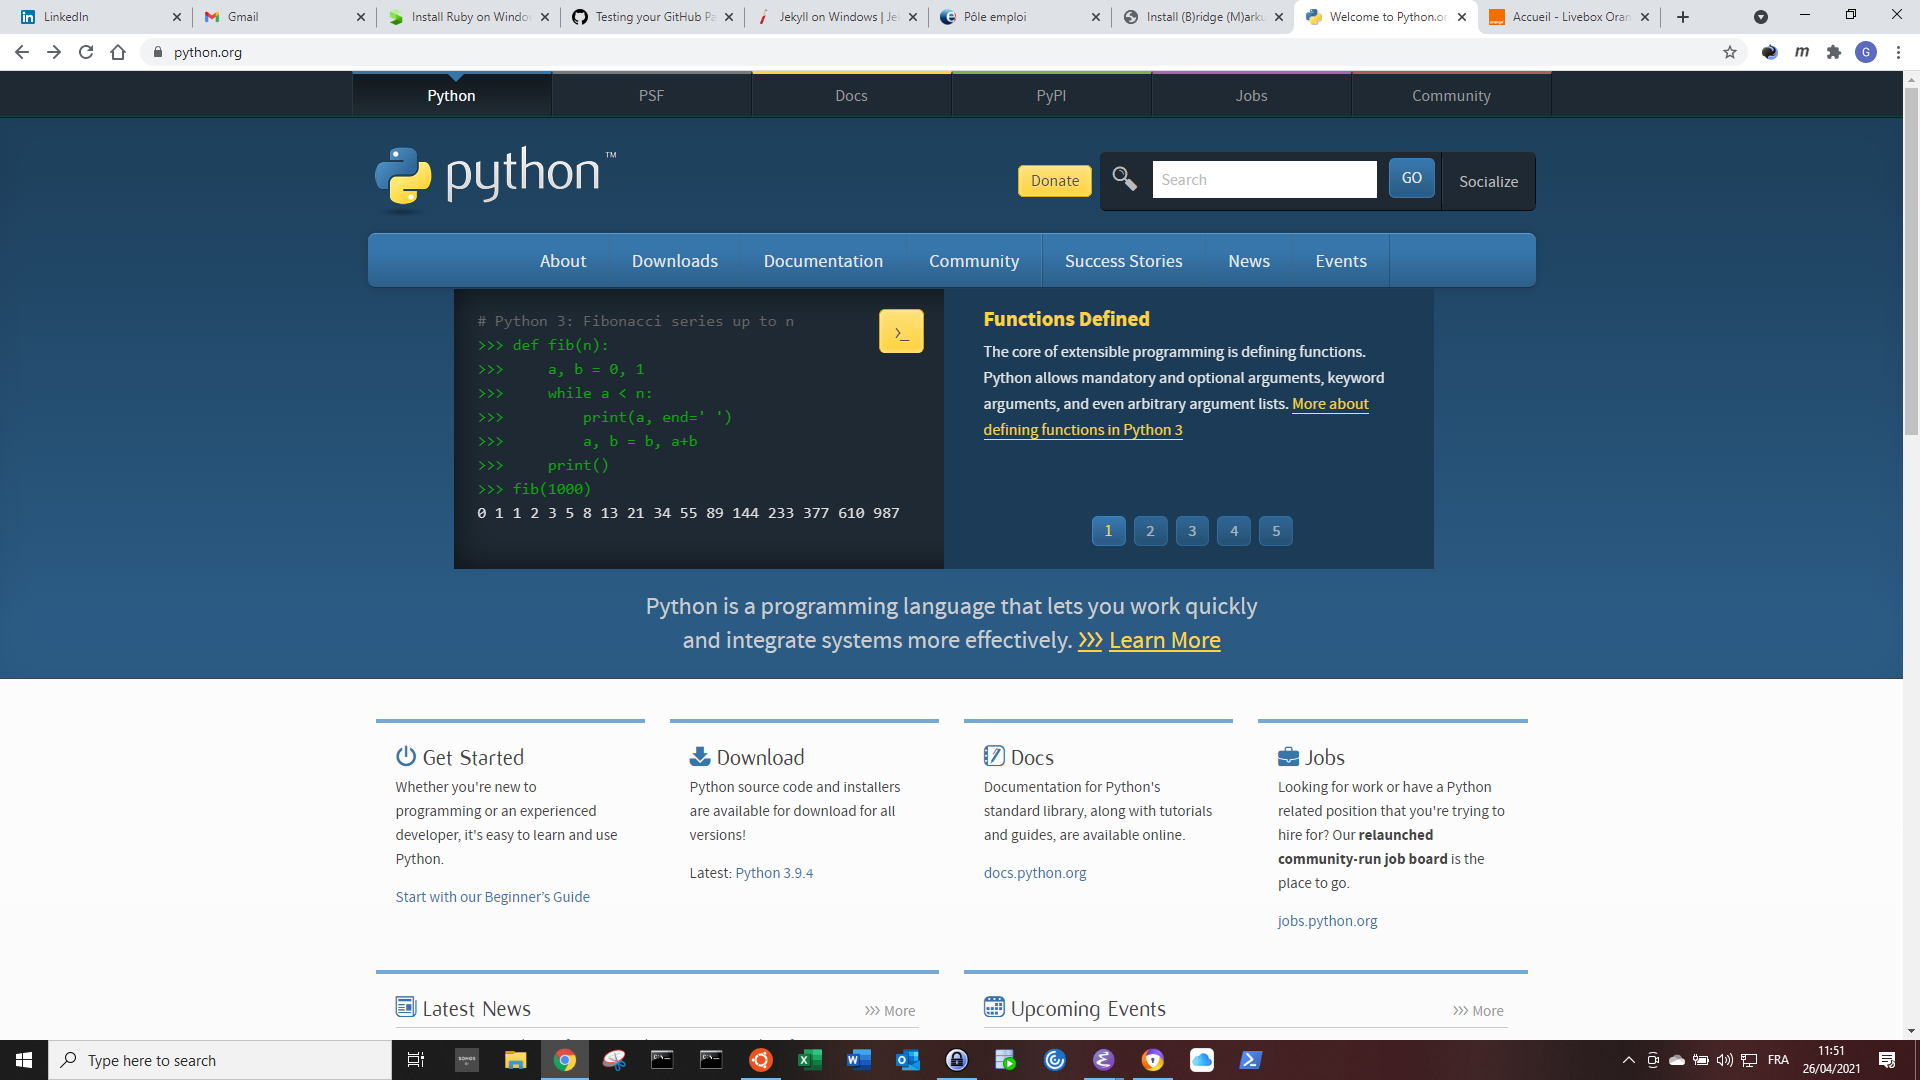 LinkedIn
Gmail
Install Ruby on Windo
Testing your GitHub Pa
Jekyll on Windows | Je
Pôle emploi
Install (B)ridge (M)arku
Welcome to Python.or
Accueil - Livebox Oran
python.org
G
Python
PSF
Docs
PyPI
Jobs
Community
python™
Donate
Search
GO
Socialize
About
Downloads
Documentation
Community
Success Stories
News
Events
# Python 3: Fibonacci series up to n
>>> def fib(n):
>>>     a, b = 0, 1
>>>     while a < n:
>>>         print(a, end=' ')
>>>         a, b = b, a+b
>>>     print()
>>> fib(1000)
0 1 1 2 3 5 8 13 21 34 55 89 144 233 377 610 987
>_
Functions Defined
The core of extensible programming is defining functions.
Python allows mandatory and optional arguments, keyword
arguments, and even arbitrary argument lists. More about
defining functions in Python 3
1 2 3 4 5
Python is a programming language that lets you work quickly
and integrate systems more effectively. >>> Learn More
Get Started
Whether you're new to
programming or an experienced
developer, it's easy to learn and use
Python.
Start with our Beginner’s Guide
Download
Python source code and installers
are available for download for all
versions!
Latest: Python 3.9.4
Docs
Documentation for Python's
standard library, along with tutorials
and guides, are available online.
docs.python.org
Jobs
Looking for work or have a Python
related position that you're trying to
hire for? Our relaunched
community-run job board is the
place to go.
jobs.python.org
Latest News
>>> More
Upcoming Events
>>> More
Type here to search
SONOS
FRA
11:51
26/04/2021